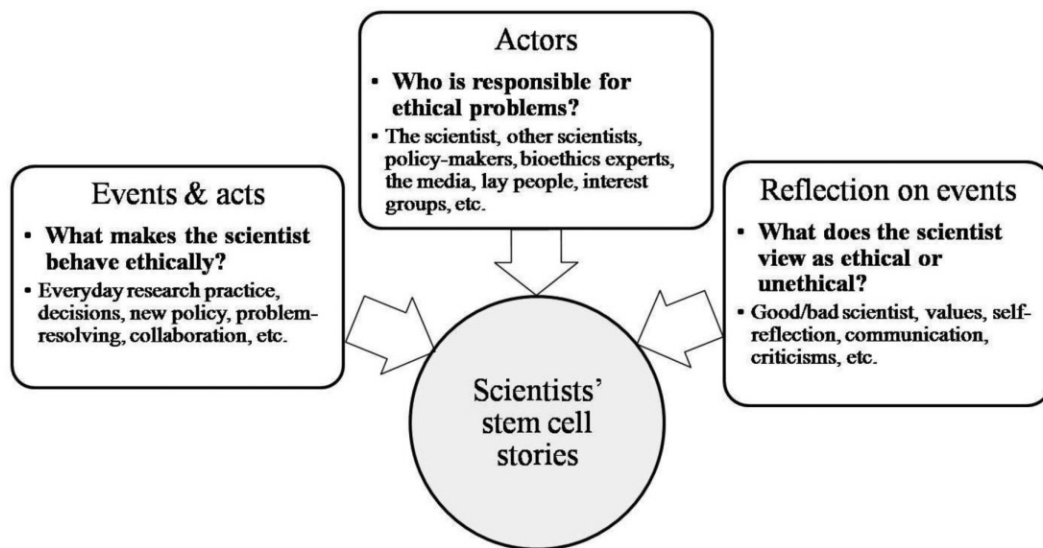 Actors
▪ Who is responsible for
ethical problems?
▪ The scientist, other scientists,
policy-makers, bioethics experts,
the media, lay people, interest
groups, etc.
Events & acts
▪ What makes the scientist
behave ethically?
▪ Everyday research practice,
decisions, new policy, problem-
resolving, collaboration, etc.
Reflection on events
▪ What does the scientist
view as ethical or
unethical?
▪ Good/bad scientist, values, self-
reflection, communication,
criticisms, etc.
Scientists’
stem cell
stories